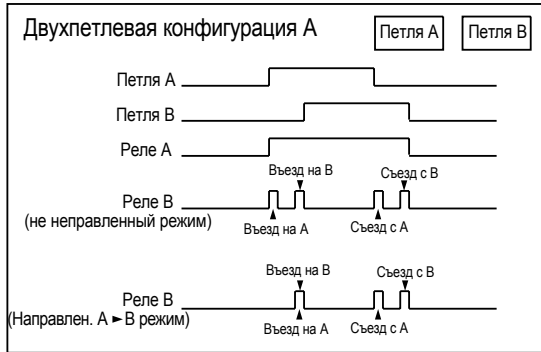 Двухпетлевая конфигурация А
Петля А
Петля В
Петля А
Петля В
Реле А
Въезд на В
Съезд с В
Реле В
(не неправленный режим)
Въезд на А
Съезд с А
Въезд на В
Съезд с В
Реле В
(Направлен. А ► В режим)
Въезд на А
Съезд с А